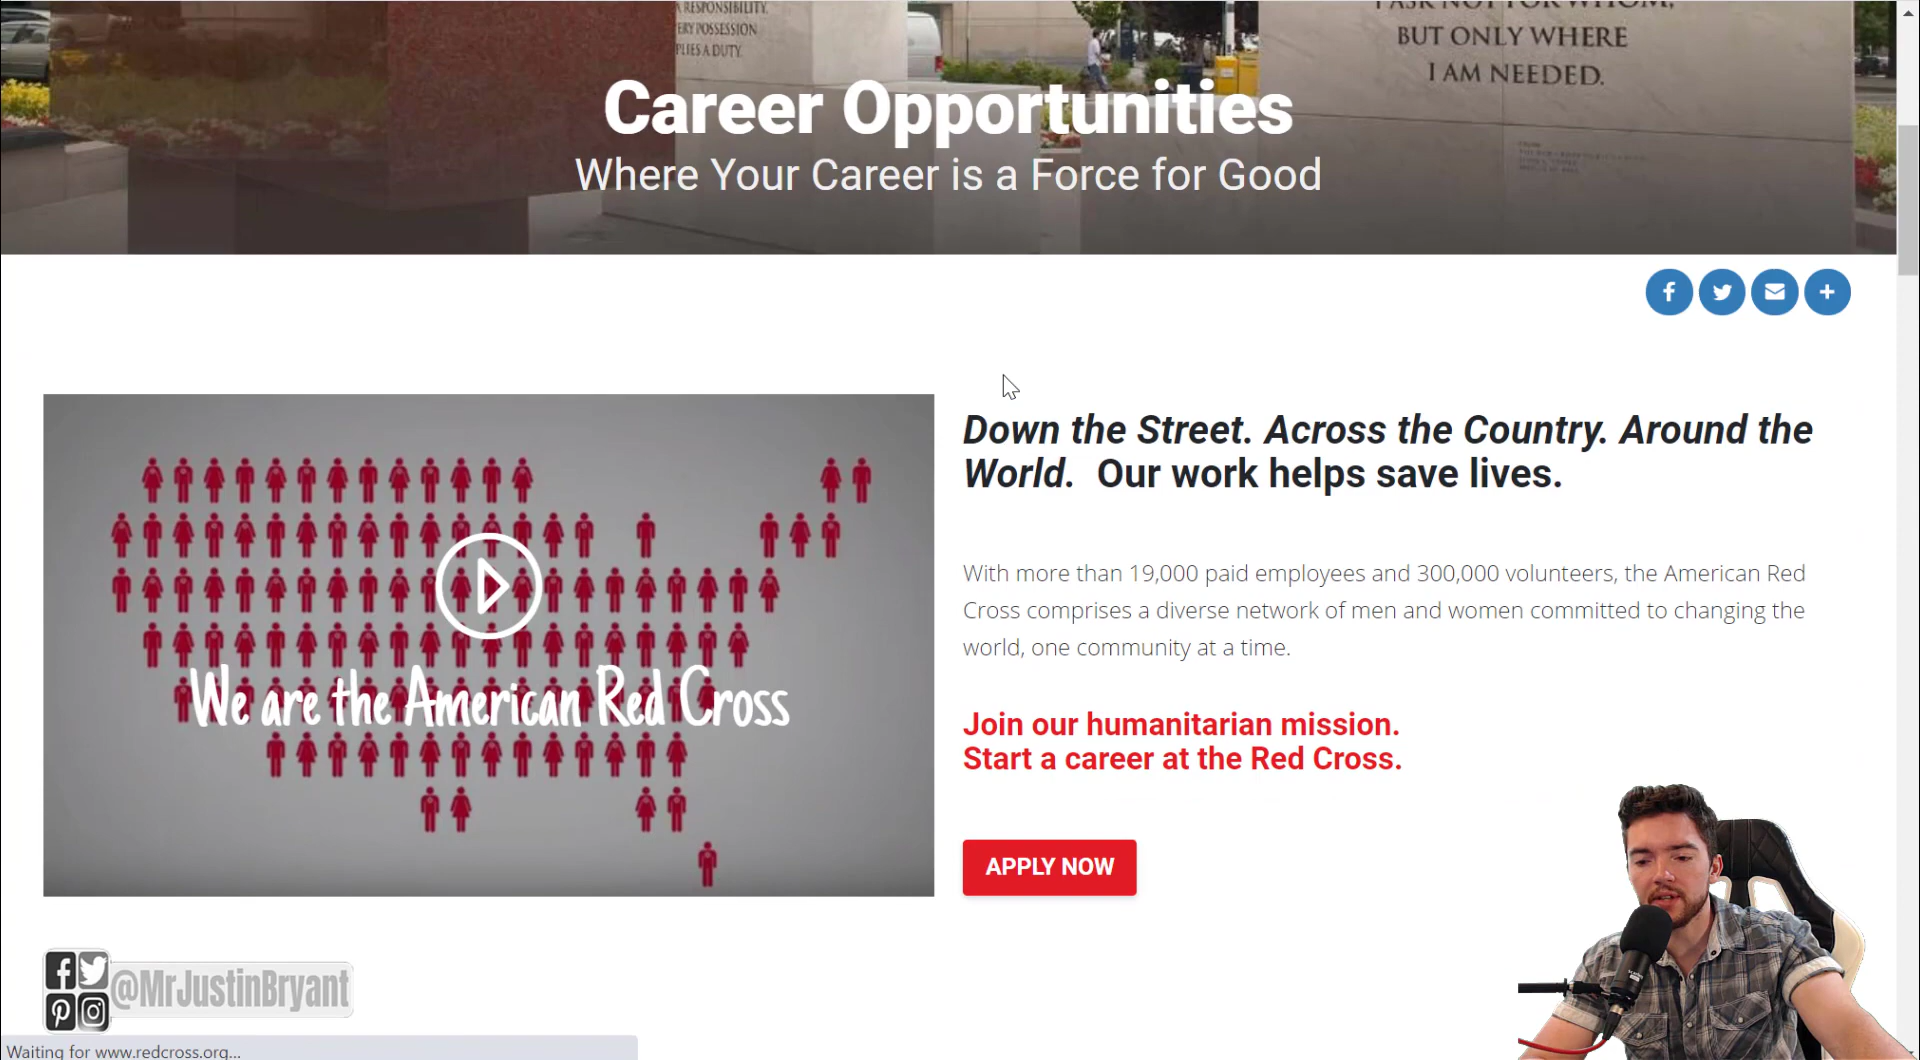 A RESPONSIBILITY,
ERY POSSESSION
PLIES A DUTY.
BUT ONLY WHERE
I AM NEEDED.
Career Opportunities
Where Your Career is a Force for Good
Down the Street. Across the Country. Around the
World. Our work helps save lives.
With more than 19,000 paid employees and 300,000 volunteers, the American Red
Cross comprises a diverse network of men and women committed to changing the
world, one community at a time.
We are the American Red Cross
Join our humanitarian mission.
Start a career at the Red Cross.
APPLY NOW
@MrJustinBryant
Waiting for www.redcross.org...